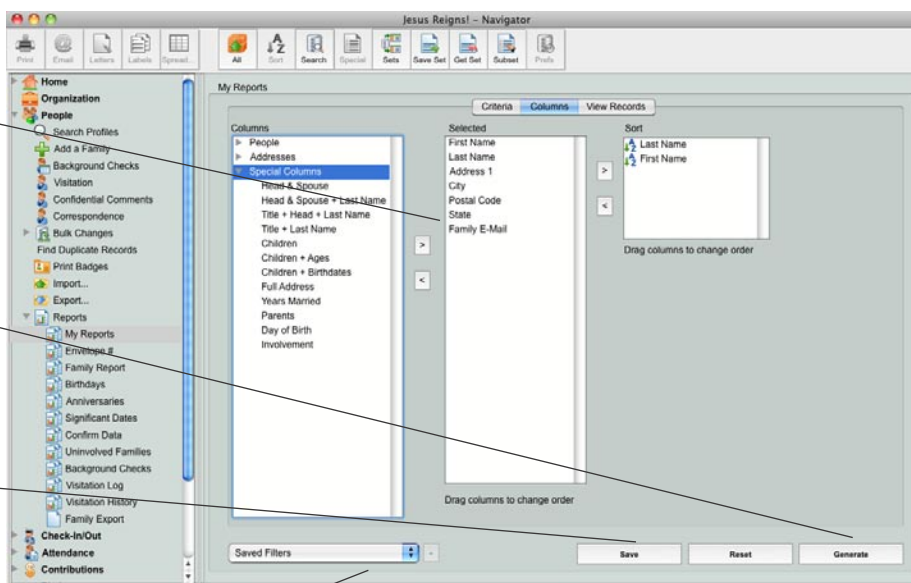 Jesus Reigns! – Navigator
Print Email Letters Labels Spread... All Sort Search Special Sets Save Set Get Set Subset Prefs
Home
Organization
People
Search Profiles
Add a Family
Background Checks
Visitation
Confidential Comments
Correspondence
Bulk Changes
Find Duplicate Records
Print Badges
Import...
Export...
Reports
My Reports
Envelope #
Family Report
Birthdays
Anniversaries
Significant Dates
Confirm Data
Uninvolved Families
Background Checks
Visitation Log
Visitation History
Family Export
Check-In/Out
Attendance
Contributions
My Reports
Criteria Columns View Records
Columns
People
Addresses
Special Columns
Head & Spouse
Head & Spouse + Last Name
Title + Head + Last Name
Title + Last Name
Children
Children + Ages
Children + Birthdates
Full Address
Years Married
Parents
Day of Birth
Involvement
>
<
Selected
First Name
Last Name
Address 1
City
Postal Code
State
Family E-Mail
Drag columns to change order
>
<
Sort
Last Name
First Name
Drag columns to change order
Saved Filters - Save Reset Generate